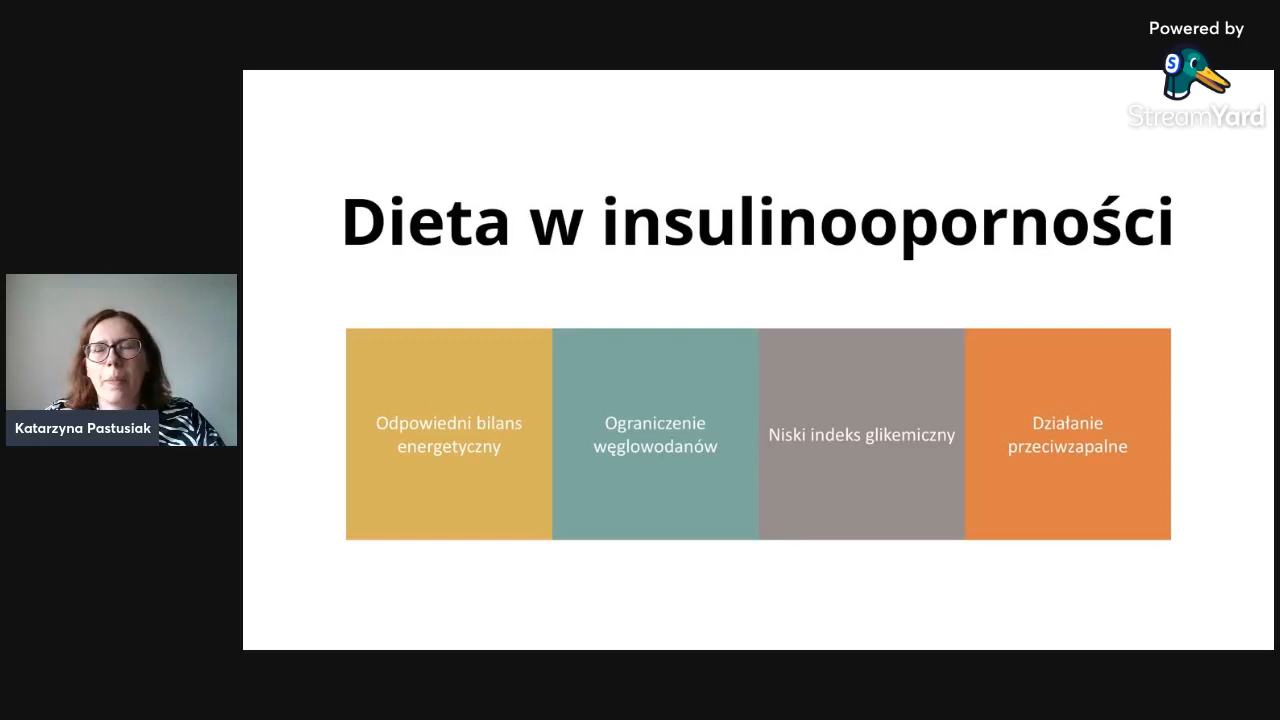 Powered by
S
StreamYard
Dieta w insulinooporności
Odpowiedni bilans
energetyczny
Ograniczenie
węglowodanów
Niski indeks glikemiczny
Działanie
przeciwzapalne
Katarzyna Pastusiak